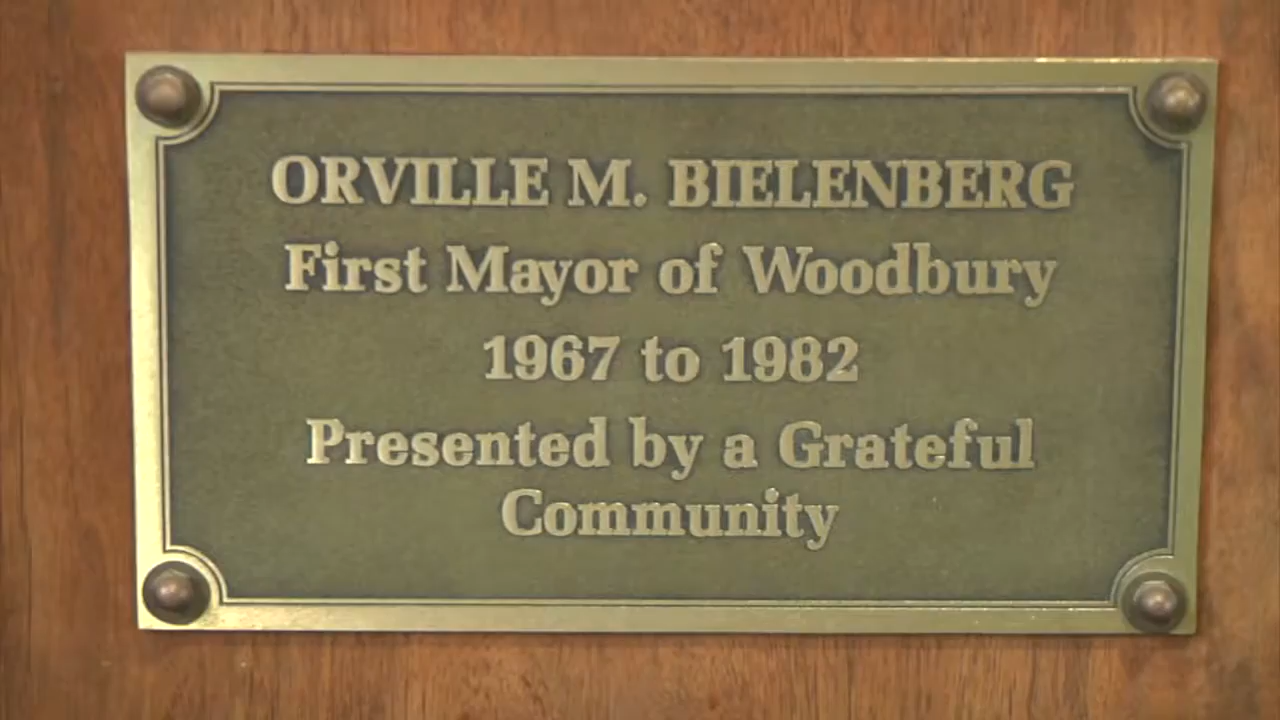 ORVILLE M. BIELENBERG
First Mayor of Woodbury
1967 to 1982
Presented by a Grateful
Community